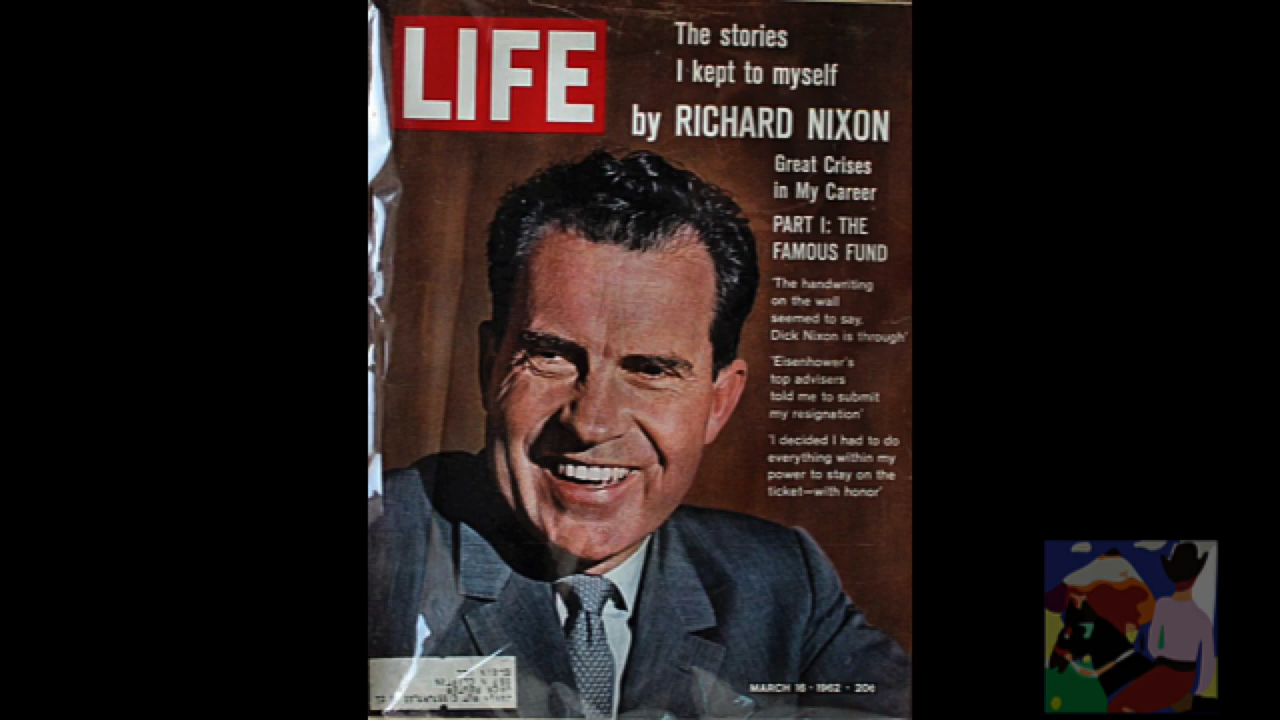 LIFE
The stories
I kept to myself
by RICHARD NIXON
Great Crises
in My Career
PART I: THE
FAMOUS FUND
'The handwriting
on the wall
seemed to say,
Dick Nixon is through'
'Eisenhower's
top advisers
told me to submit
my resignation'
'I decided I had to do
everything within my
power to stay on the
ticket—with honor'
MARCH 16 · 1962 · 20¢